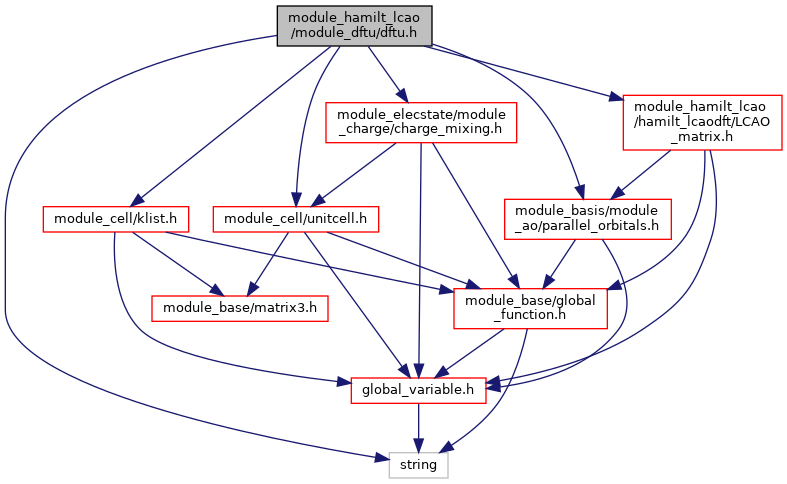 module_hamilt_lcao
/module_dftu/dftu.h
module_elecstate/module
_charge/charge_mixing.h
module_hamilt_lcao
/hamilt_lcaodft/LCAO
_matrix.h
module_cell/klist.h
module_cell/unitcell.h
module_basis/module
_ao/parallel_orbitals.h
module_base/matrix3.h
module_base/global
_function.h
global_variable.h
string